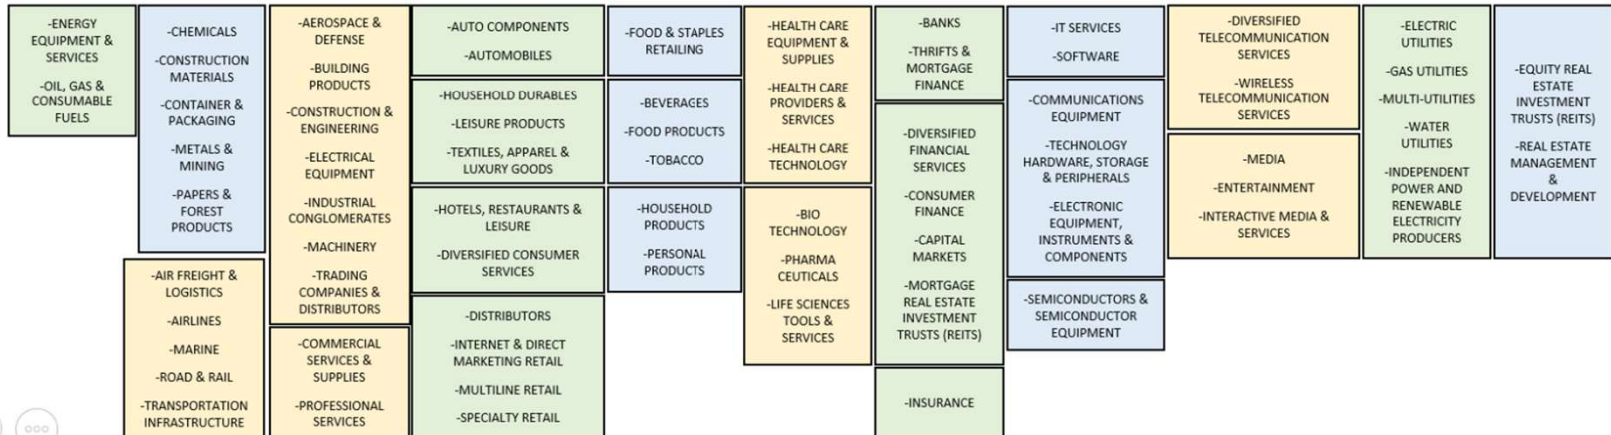 -ENERGY
EQUIPMENT &
SERVICES
-OIL, GAS &
CONSUMABLE
FUELS
-CHEMICALS
-CONSTRUCTION
MATERIALS
-CONTAINER &
PACKAGING
-METALS &
MINING
-PAPERS &
FOREST
PRODUCTS
-AIR FREIGHT &
LOGISTICS
-AIRLINES
-MARINE
-ROAD & RAIL
-TRANSPORTATION
INFRASTRUCTURE
-AEROSPACE &
DEFENSE
-BUILDING
PRODUCTS
-CONSTRUCTION &
ENGINEERING
-ELECTRICAL
EQUIPMENT
-INDUSTRIAL
CONGLOMERATES
-MACHINERY
-TRADING
COMPANIES &
DISTRIBUTORS
-COMMERCIAL
SERVICES &
SUPPLIES
-PROFESSIONAL
SERVICES
-AUTO COMPONENTS
-AUTOMOBILES
-HOUSEHOLD DURABLES
-LEISURE PRODUCTS
-TEXTILES, APPAREL &
LUXURY GOODS
-HOTELS, RESTAURANTS &
LEISURE
-DIVERSIFIED CONSUMER
SERVICES
-DISTRIBUTORS
-INTERNET & DIRECT
MARKETING RETAIL
-MULTILINE RETAIL
-SPECIALTY RETAIL
-FOOD & STAPLES
RETAILING
-BEVERAGES
-FOOD PRODUCTS
-TOBACCO
-HOUSEHOLD
PRODUCTS
-PERSONAL
PRODUCTS
-HEALTH CARE
EQUIPMENT &
SUPPLIES
-HEALTH CARE
PROVIDERS &
SERVICES
-HEALTH CARE
TECHNOLOGY
-BIO
TECHNOLOGY
-PHARMA
CEUTICALS
-LIFE SCIENCES
TOOLS &
SERVICES
-BANKS
-THRIFTS &
MORTGAGE
FINANCE
-DIVERSIFIED
FINANCIAL
SERVICES
-CONSUMER
FINANCE
-CAPITAL
MARKETS
-MORTGAGE
REAL ESTATE
INVESTMENT
TRUSTS (REITS)
-INSURANCE
-IT SERVICES
-SOFTWARE
-COMMUNICATIONS
EQUIPMENT
-TECHNOLOGY
HARDWARE, STORAGE
& PERIPHERALS
-ELECTRONIC
EQUIPMENT,
INSTRUMENTS &
COMPONENTS
-SEMICONDUCTORS &
SEMICONDUCTOR
EQUIPMENT
-DIVERSIFIED
TELECOMMUNICATION
SERVICES
-WIRELESS
TELECOMMUNICATION
SERVICES
-MEDIA
-ENTERTAINMENT
-INTERACTIVE MEDIA &
SERVICES
-ELECTRIC
UTILITIES
-GAS UTILITIES
-MULTI-UTILITIES
-WATER
UTILITIES
-INDEPENDENT
POWER AND
RENEWABLE
ELECTRICITY
PRODUCERS
-EQUITY REAL
ESTATE
INVESTMENT
TRUSTS (REITS)
-REAL ESTATE
MANAGEMENT
&
DEVELOPMENT